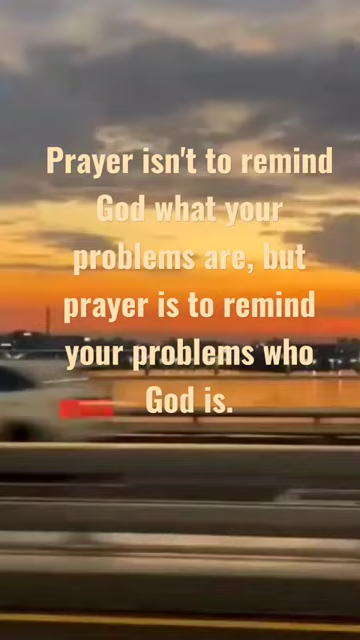 Prayer isn't to remind
God what your
problems are, but
prayer is to remind
your problems who
God is.